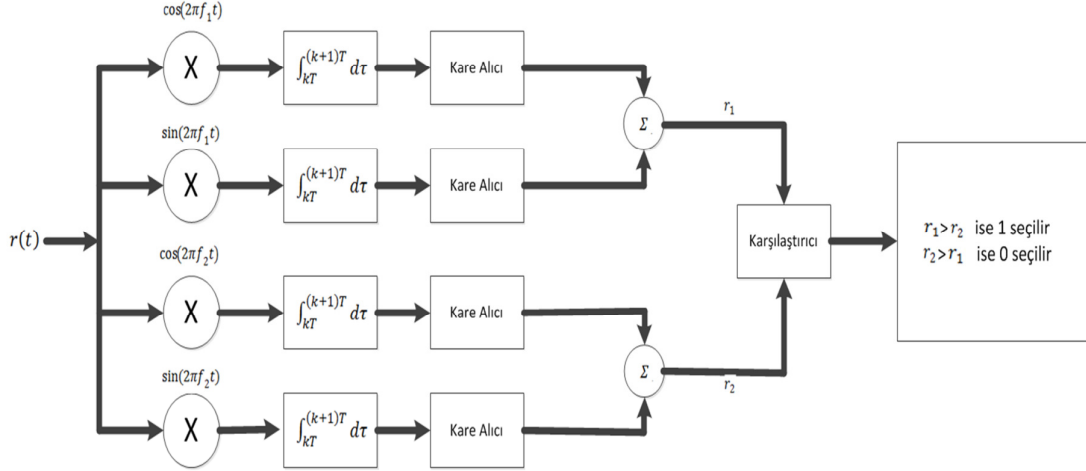 cos(2πf₁t)
X
∫_{kT}^{(k+1)T} dτ
Kare Alıcı
sin(2πf₁t)
X
∫_{kT}^{(k+1)T} dτ
Kare Alıcı
Σ
r₁
r(t)
Karşılaştırıcı
r₁>r₂ ise 1 seçilir
r₂>r₁ ise 0 seçilir
cos(2πf₂t)
X
∫_{kT}^{(k+1)T} dτ
Kare Alıcı
sin(2πf₂t)
X
∫_{kT}^{(k+1)T} dτ
Kare Alıcı
Σ
r₂